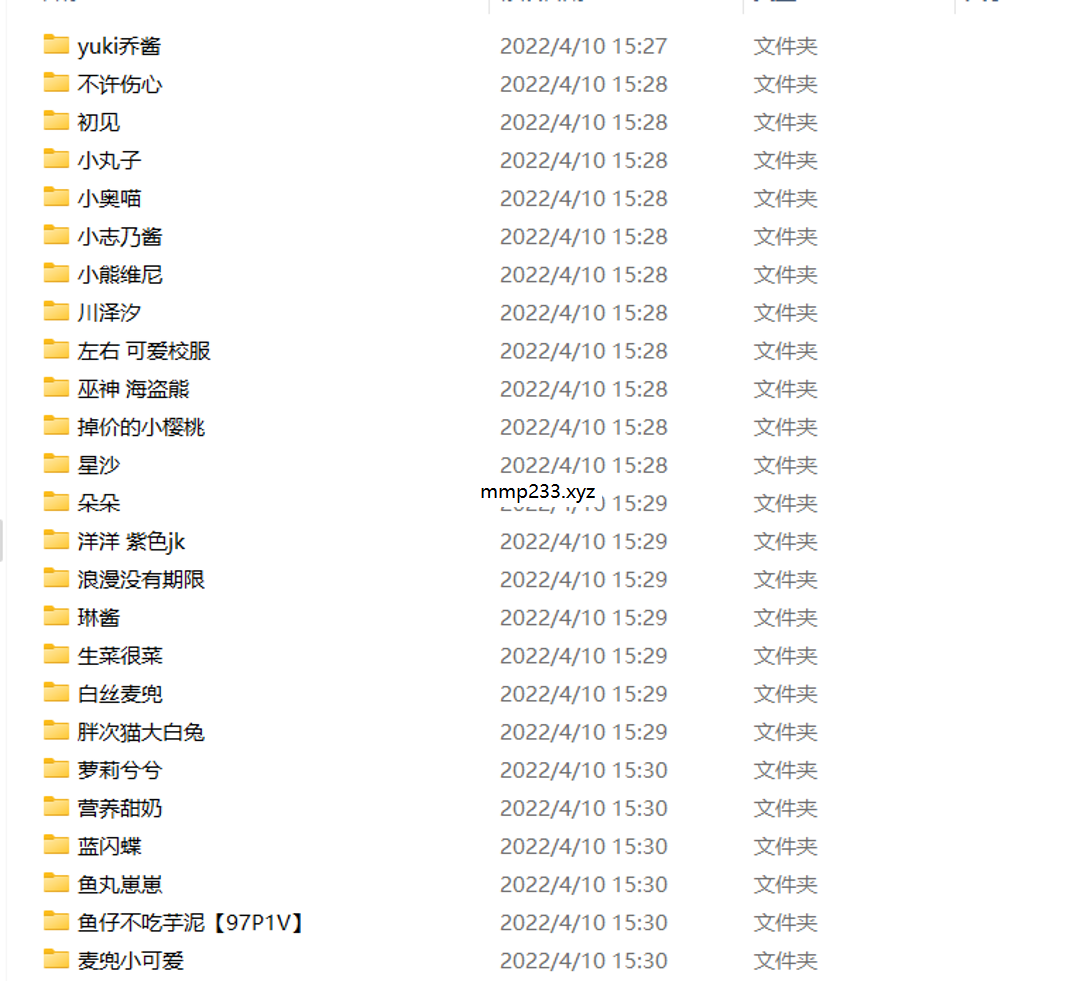 yuki乔酱 2022/4/10 15:27 文件夹
不许伤心 2022/4/10 15:28 文件夹
初见 2022/4/10 15:28 文件夹
小丸子 2022/4/10 15:28 文件夹
小奥喵 2022/4/10 15:28 文件夹
小志乃酱 2022/4/10 15:28 文件夹
小熊维尼 2022/4/10 15:28 文件夹
川泽汐 2022/4/10 15:28 文件夹
左右 可爱校服 2022/4/10 15:28 文件夹
巫神 海盗熊 2022/4/10 15:28 文件夹
掉价的小樱桃 2022/4/10 15:28 文件夹
星沙 2022/4/10 15:28 文件夹
mmp233.xyz
朵朵 2022/4/10 15:29 文件夹
洋洋 紫色jk 2022/4/10 15:29 文件夹
浪漫没有期限 2022/4/10 15:29 文件夹
琳酱 2022/4/10 15:29 文件夹
生菜很菜 2022/4/10 15:29 文件夹
白丝麦兜 2022/4/10 15:29 文件夹
胖次猫大白兔 2022/4/10 15:29 文件夹
萝莉兮兮 2022/4/10 15:30 文件夹
营养甜奶 2022/4/10 15:30 文件夹
蓝闪蝶 2022/4/10 15:30 文件夹
鱼丸崽崽 2022/4/10 15:30 文件夹
鱼仔不吃芋泥【97P1V】 2022/4/10 15:30 文件夹
麦兜小可爱 2022/4/10 15:30 文件夹